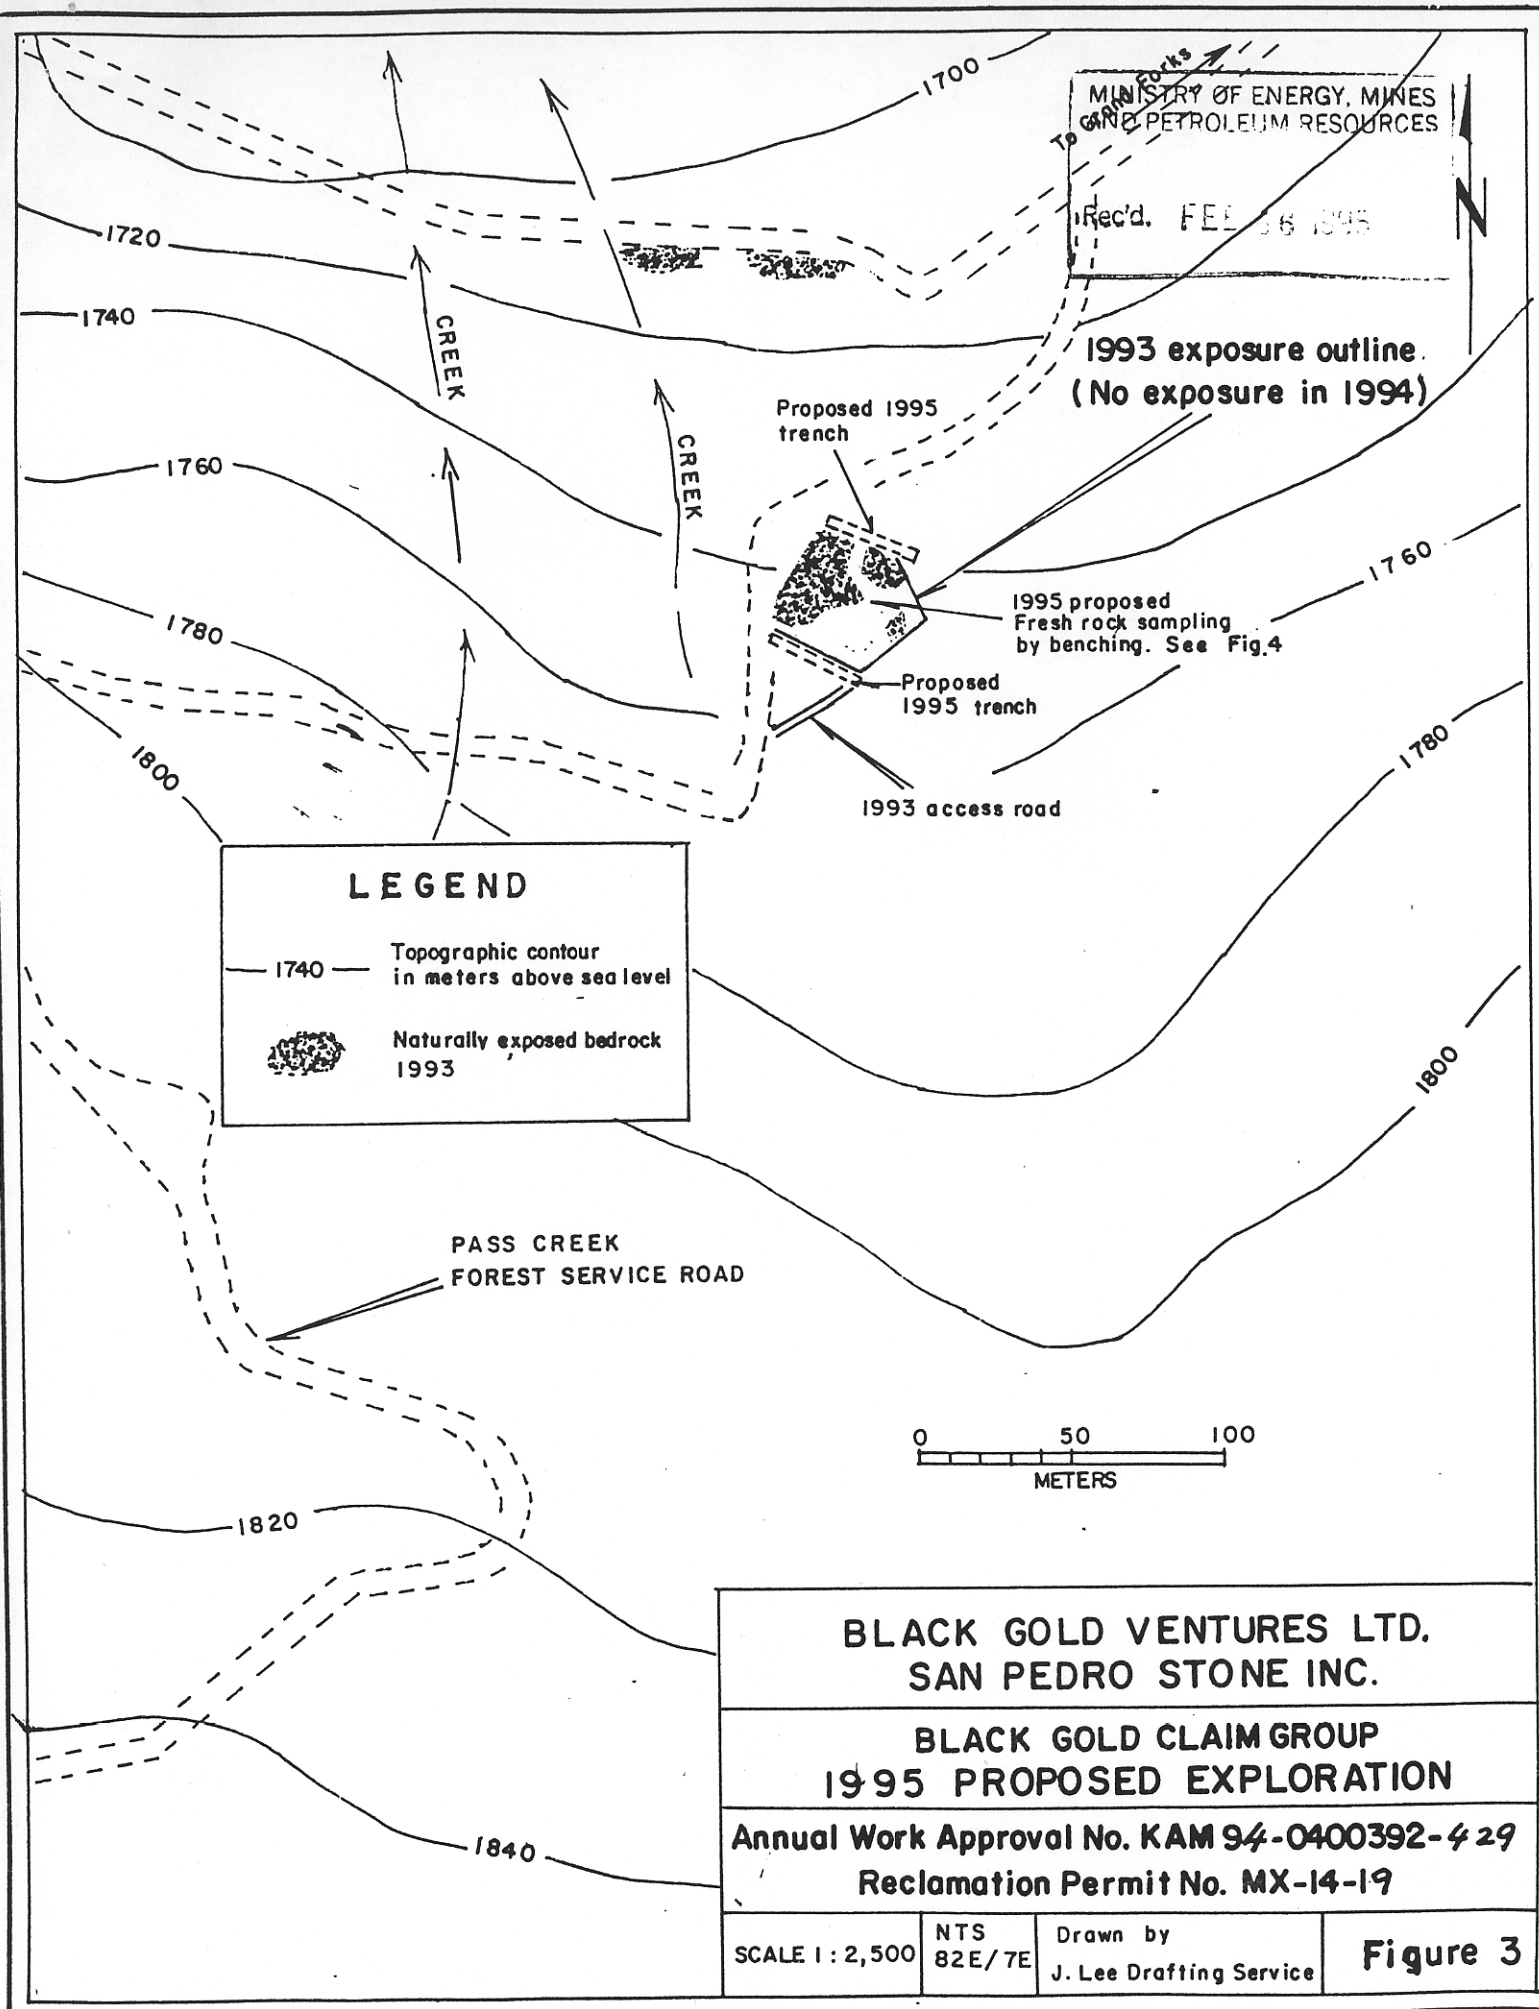 1700
To Grand Forks
MINISTRY OF ENERGY, MINES
AND PETROLEUM RESOURCES
Rec'd. FEB
N
1720
1740
CREEK
1993 exposure outline.
(No exposure in 1994)
Proposed 1995
trench
CREEK
1760
1760
1995 proposed
Fresh rock sampling
by benching. See Fig.4
1780
Proposed
1995 trench
1780
1800
1993 access road
LEGEND
1740
Topographic contour
in meters above sea level
Naturally exposed bedrock
1993
1800
PASS CREEK
FOREST SERVICE ROAD
0 50 100
METERS
1820
BLACK GOLD VENTURES LTD.
SAN PEDRO STONE INC.
BLACK GOLD CLAIM GROUP
1995 PROPOSED EXPLORATION
Annual Work Approval No. KAM 94-0400392-429
1840
Reclamation Permit No. MX-14-19
SCALE 1 : 2,500
NTS
82E/7E
Drawn by
J. Lee Drafting Service
Figure 3